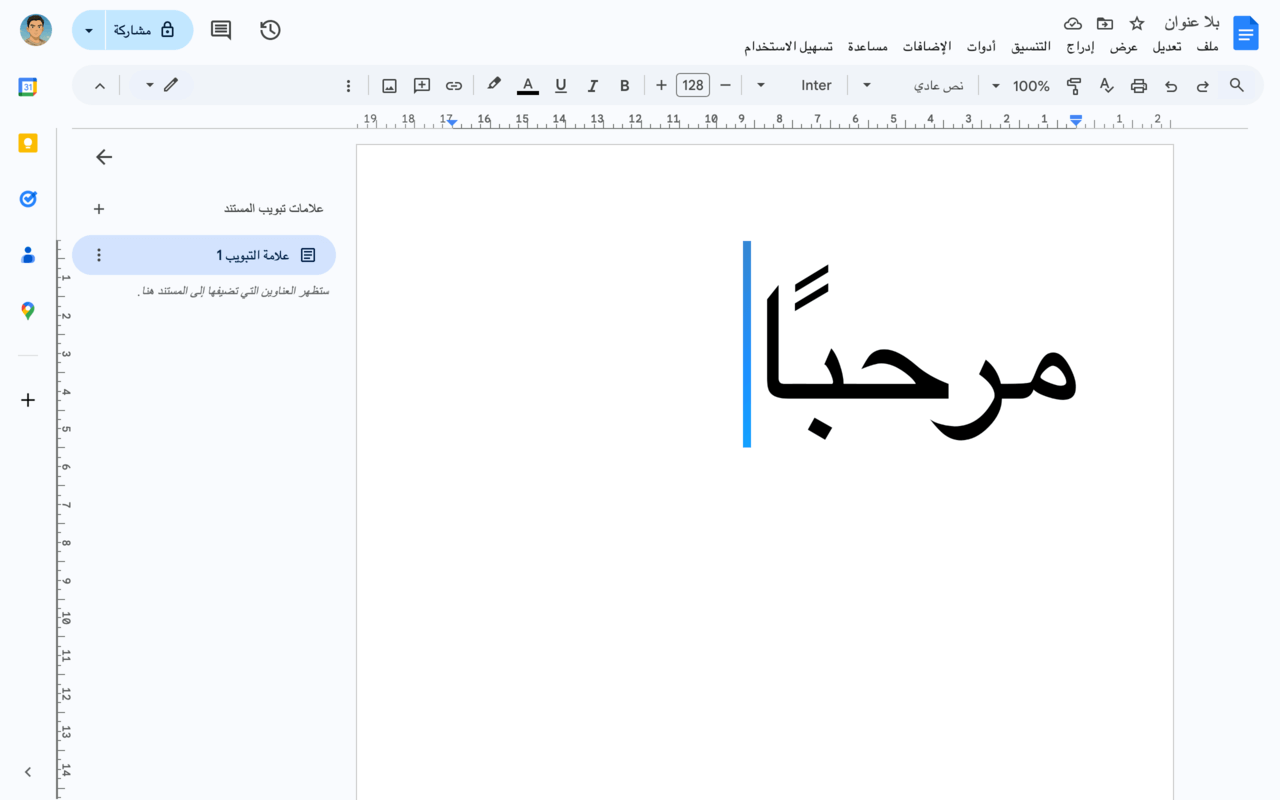 بلا عنوان
ملف تعديل عرض إدراج التنسيق أدوات الإضافات مساعدة تسهيل الاستخدام
مشاركة
100% نص عادي Inter 128 B I U A
2 1 1 2 3 4 5 6 7 8 9 10 11 12 13 14 15 16 17 18 19
31
علامات تبويب المستند
علامة التبويب 1
ستظهر العناوين التي تضيفها إلى المستند هنا.
مرحباً
1
2
3
4
5
6
7
8
9
10
11
12
13
14